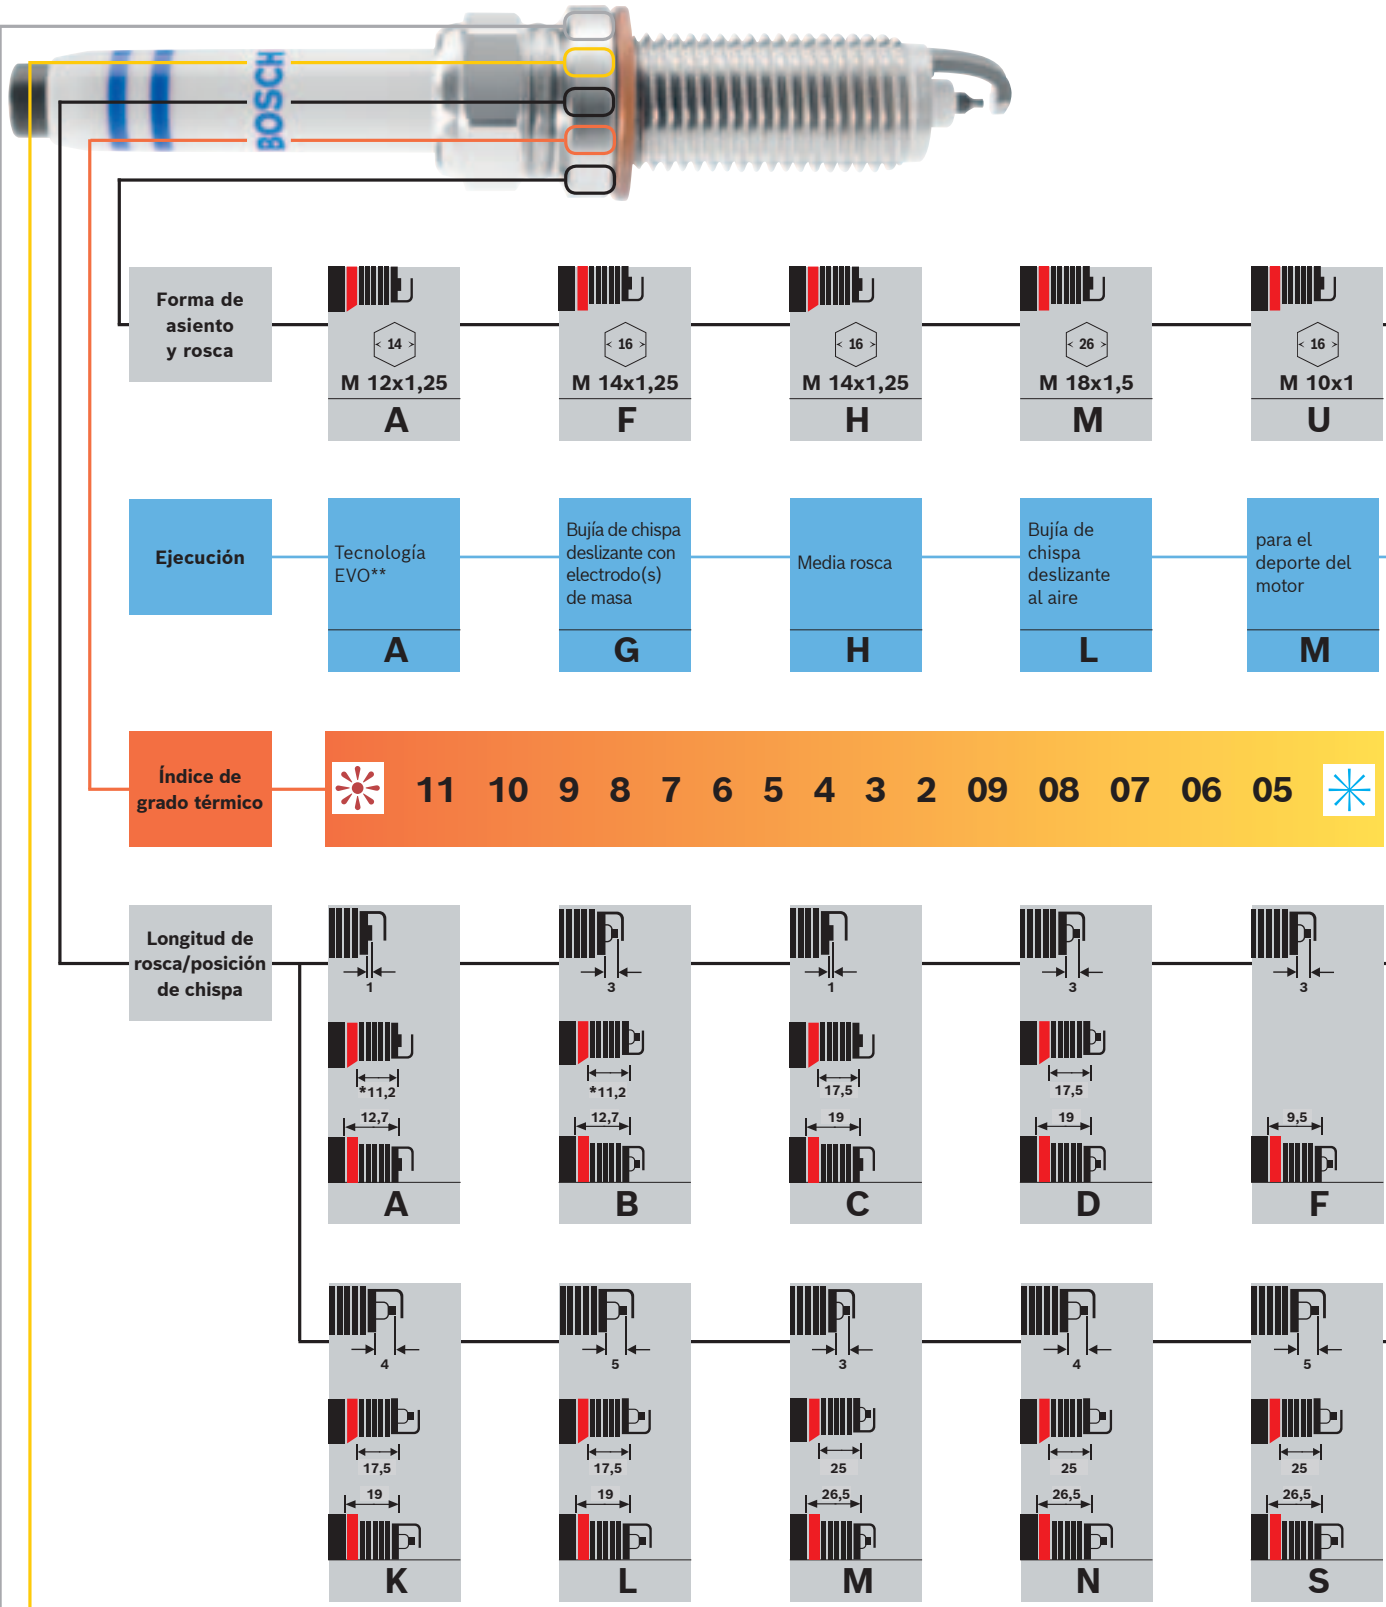 BOSCH
Forma de
asiento
y rosca
14
M 12x1,25
A
16
M 14x1,25
F
16
M 14x1,25
H
26
M 18x1,5
M
16
M 10x1
U
Ejecución
Tecnología
EVO**
A
Bujía de chispa
deslizante con
electrodo(s)
de masa
G
Media rosca
H
Bujía de
chispa
deslizante
al aire
L
para el
deporte del
motor
M
Índice de
grado térmico
11 10 9 8 7 6 5 4 3 2 09 08 07 06 05
Longitud de
rosca/posición
de chispa
1
*11,2
12,7
A
3
*11,2
12,7
B
1
17,5
19
C
3
17,5
19
D
3
9,5
F
4
17,5
19
K
5
17,5
19
L
3
25
26,5
M
4
25
26,5
N
5
25
26,5
S